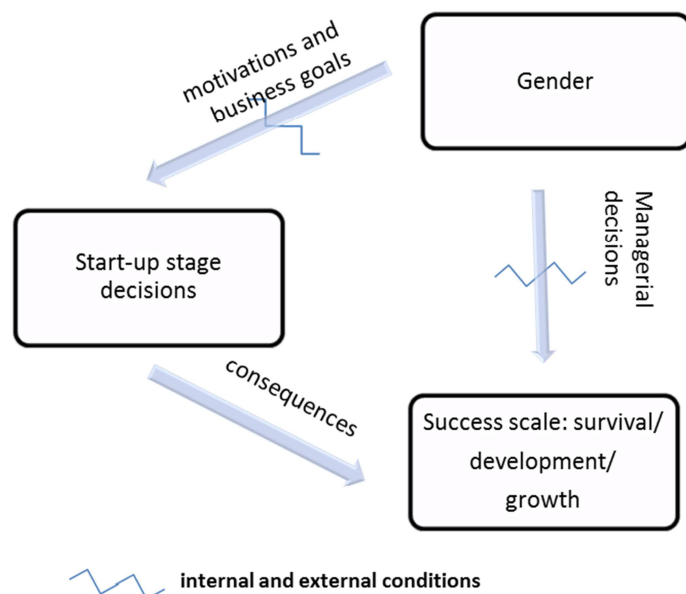 motivations and
business goals
Gender
Start-up stage
decisions
Managerial
decisions
consequences
Success scale: survival/
development/
growth
internal and external conditions